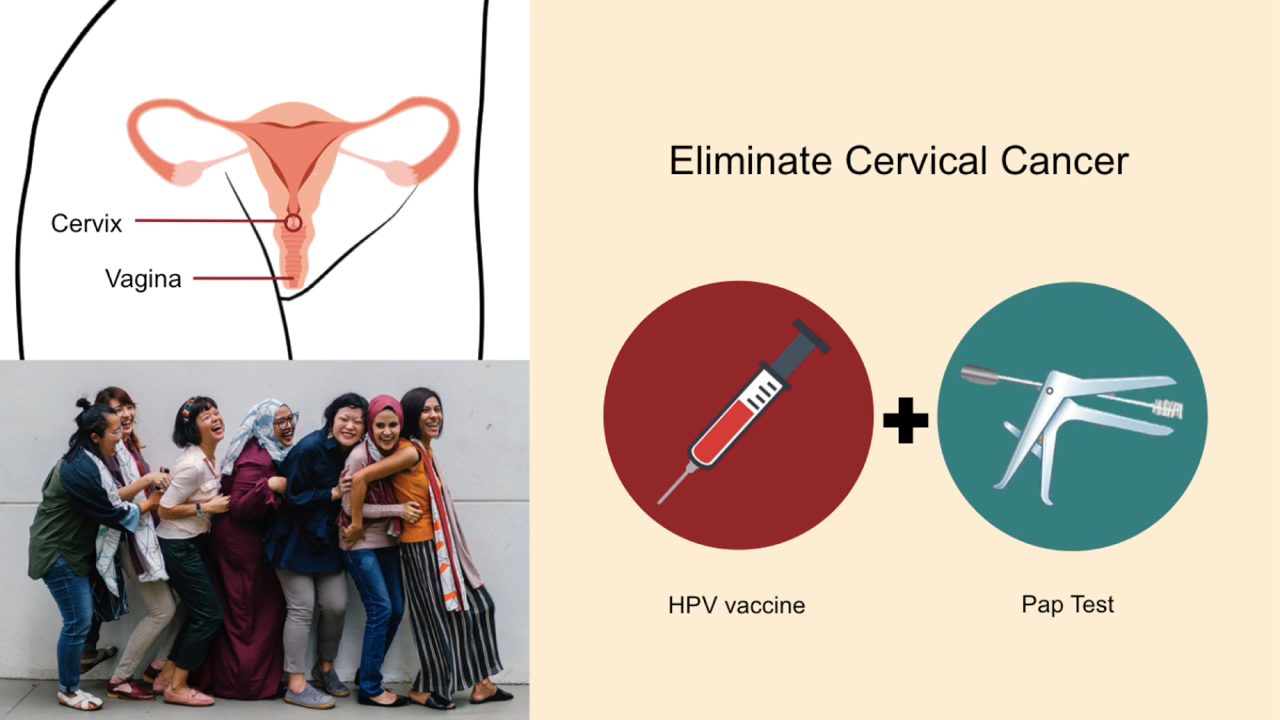 Cervix
Vagina
Eliminate Cervical Cancer
HPV vaccine
Pap Test